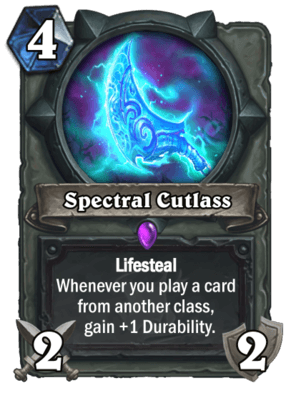 4
Spectral Cutlass
Lifesteal
Whenever you play a card
from another class,
gain +1 Durability.
2 2